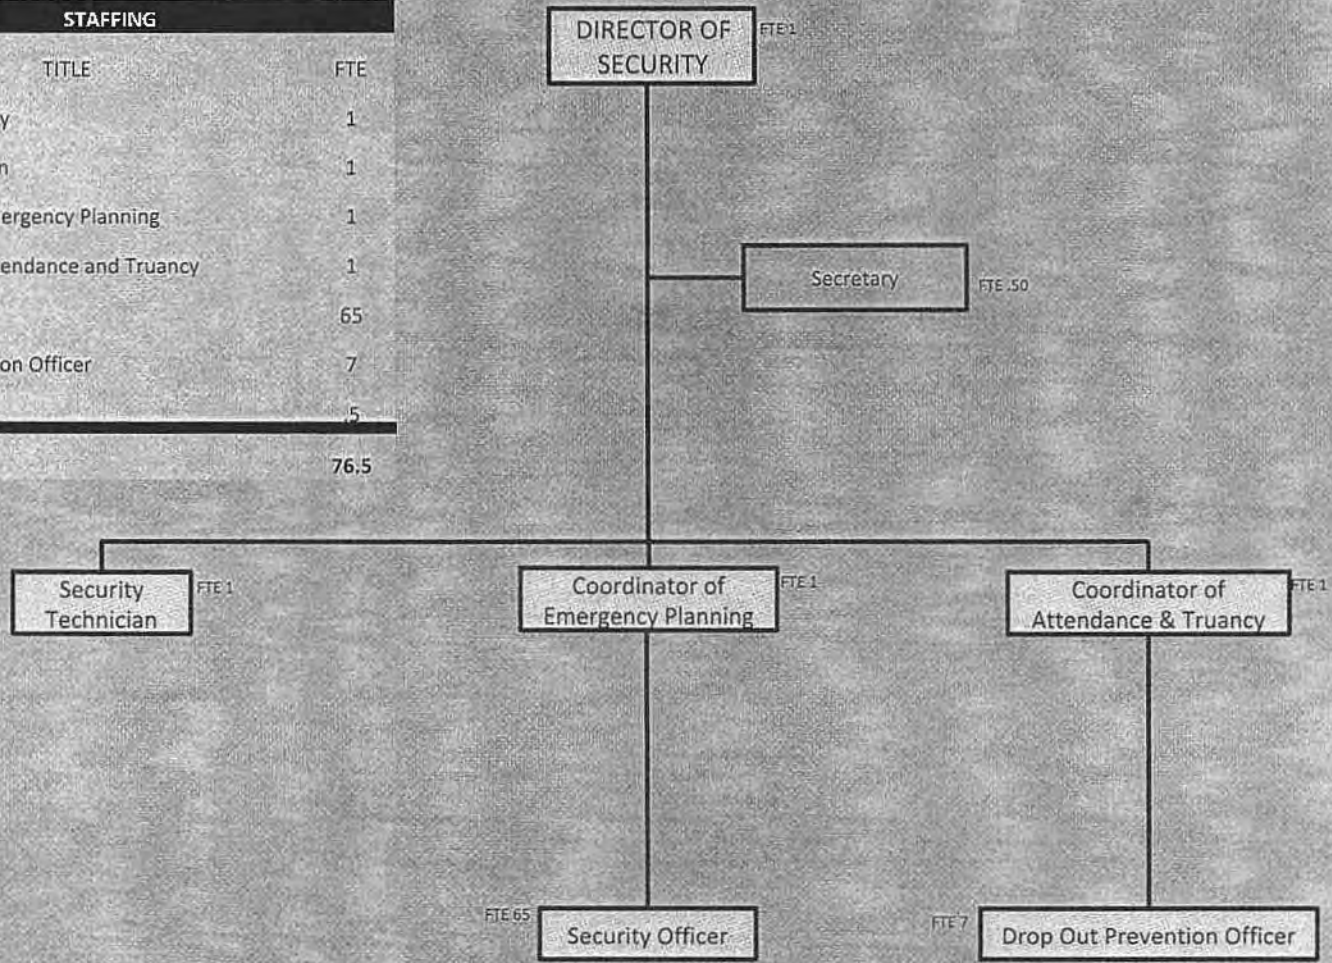 STAFFING
TITLE FTE
y 1
n 1
ergency Planning 1
endance and Truancy 1
65
on Officer 7
.5
76.5
DIRECTOR OF
SECURITY
FTE 1
Secretary
FTE .50
Security
Technician
FTE 1
Coordinator of
Emergency Planning
FTE 1
Coordinator of
Attendance & Truancy
FTE 1
FTE 65
Security Officer
FTE 7
Drop Out Prevention Officer